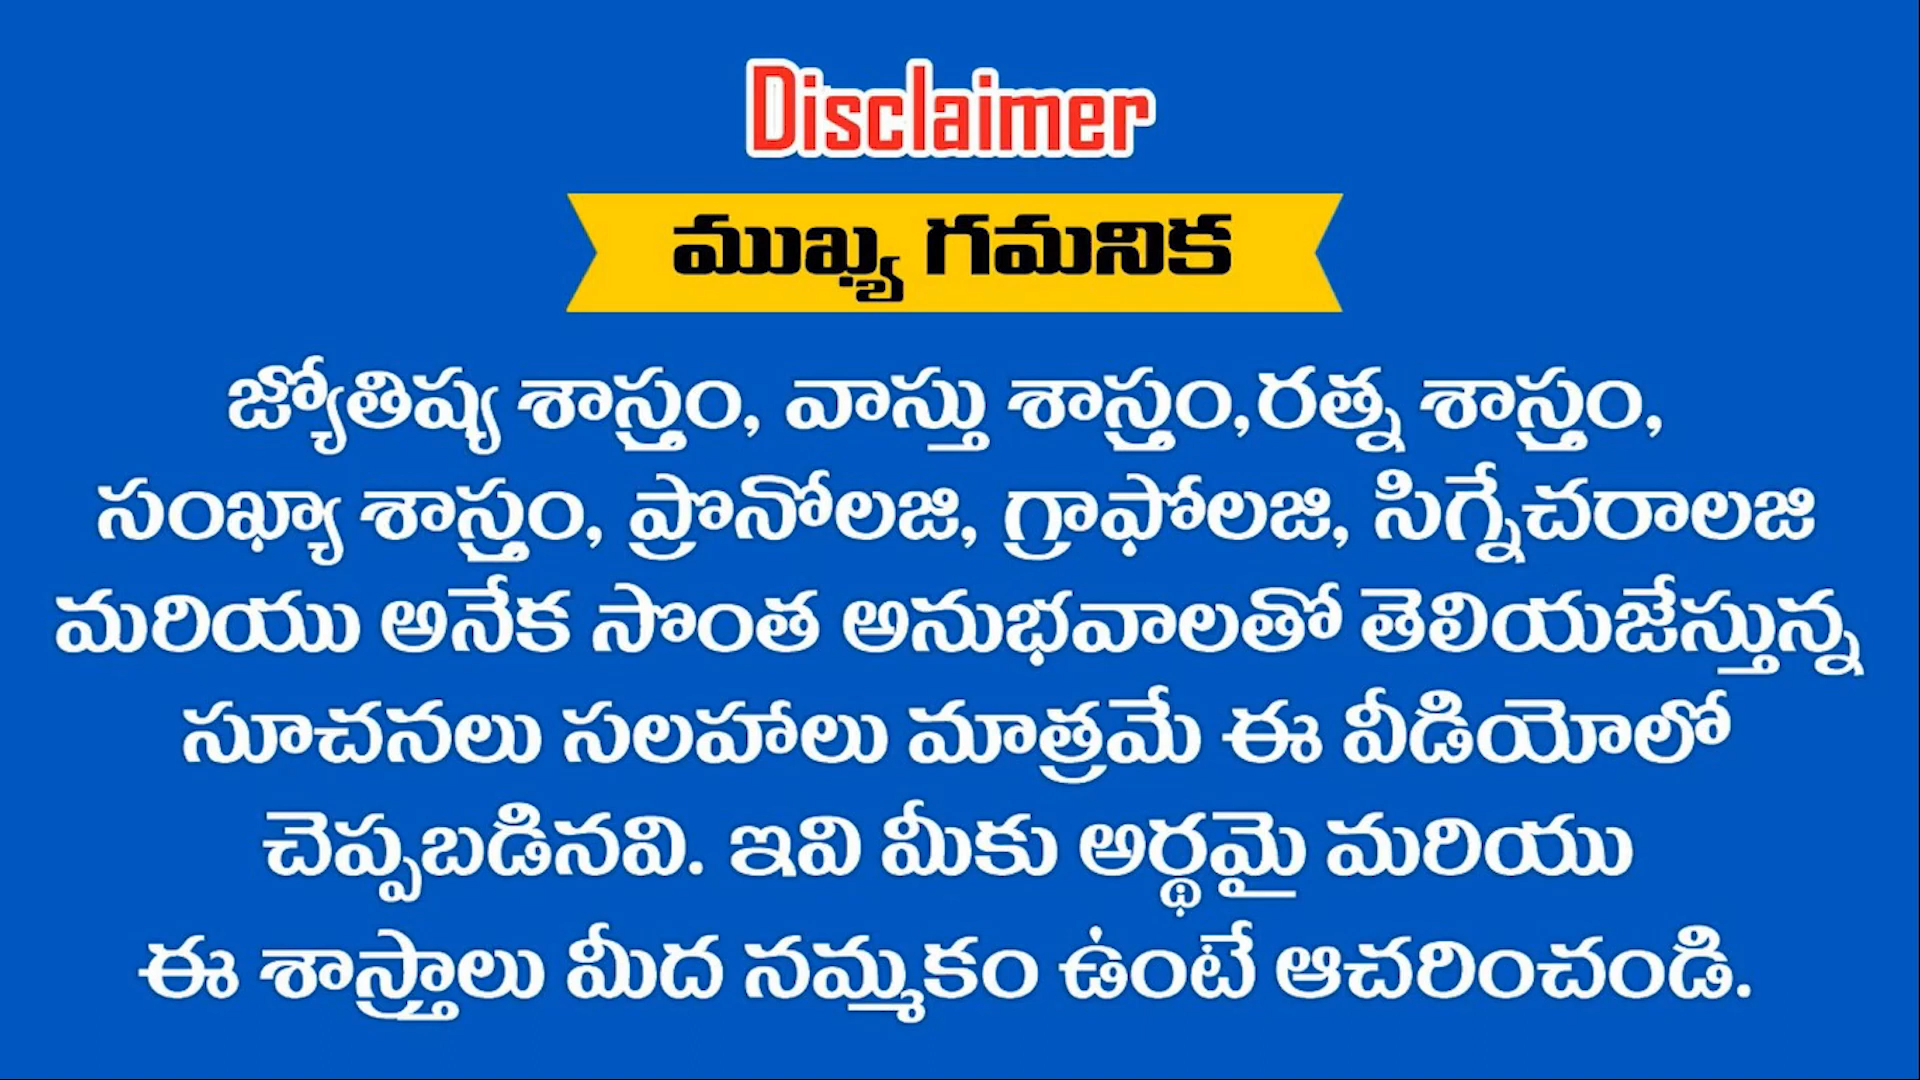 Disclaimer
ముఖ్య గమనిక
జ్యోతిష్య శాస్త్రం, వాస్తు శాస్త్రం,రత్న శాస్త్రం,
సంఖ్యా శాస్త్రం, ప్రొనోలజి, గ్రాఫోలజి, సిగ్నేచరాలజి
మరియు అనేక సొంత అనుభవాలతో తెలియజేస్తున్న
సూచనలు సలహాలు మాత్రమే ఈ వీడియోలో
చెప్పబడినవి. ఇవి మీకు అర్థమై మరియు
ఈ శాస్త్రాలు మీద నమ్మకం ఉంటే ఆచరించండి.